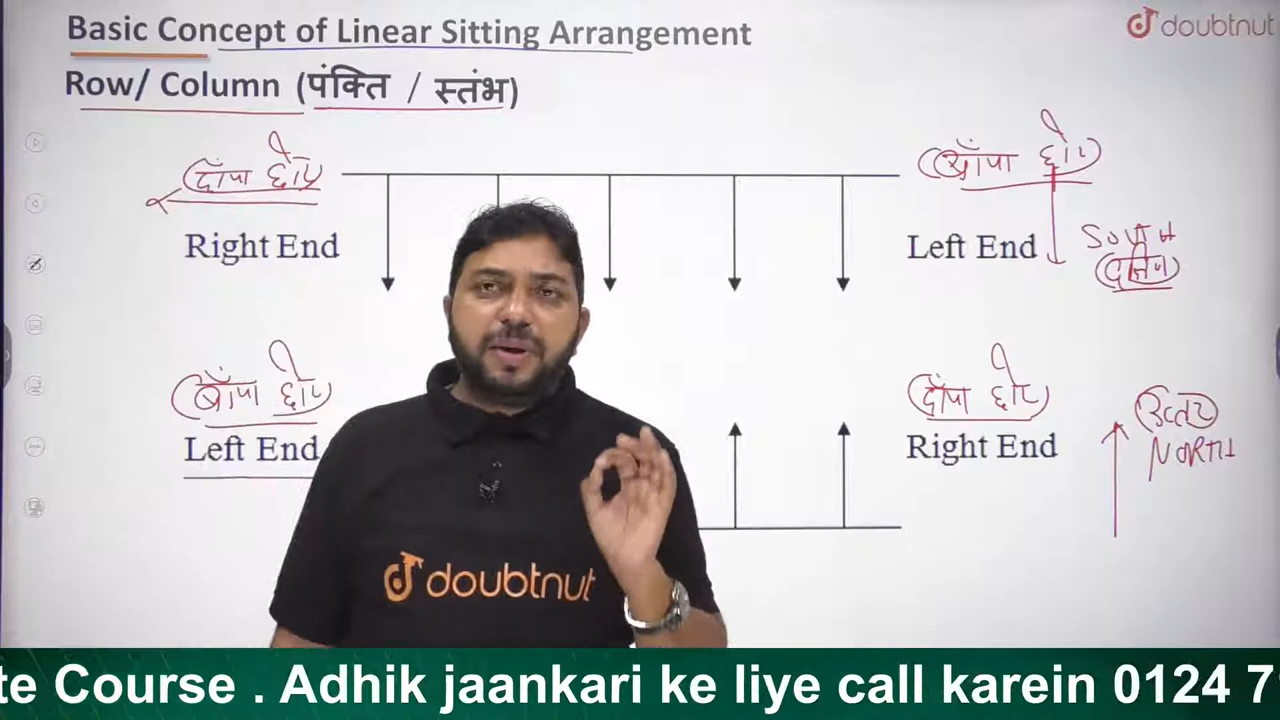 Basic Concept of Linear Sitting Arrangement
doubtnut
Row/ Column (पंक्ति / स्तंभ)
दाँया छोर
बाँया छोर
Right End
Left End
SOUTH
दक्षिण
बाँया छोर
दाँया छोर
उत्तर
Left End
Right End
NORTH
doubtnut
te Course . Adhik jaankari ke liye call karein 0124 7